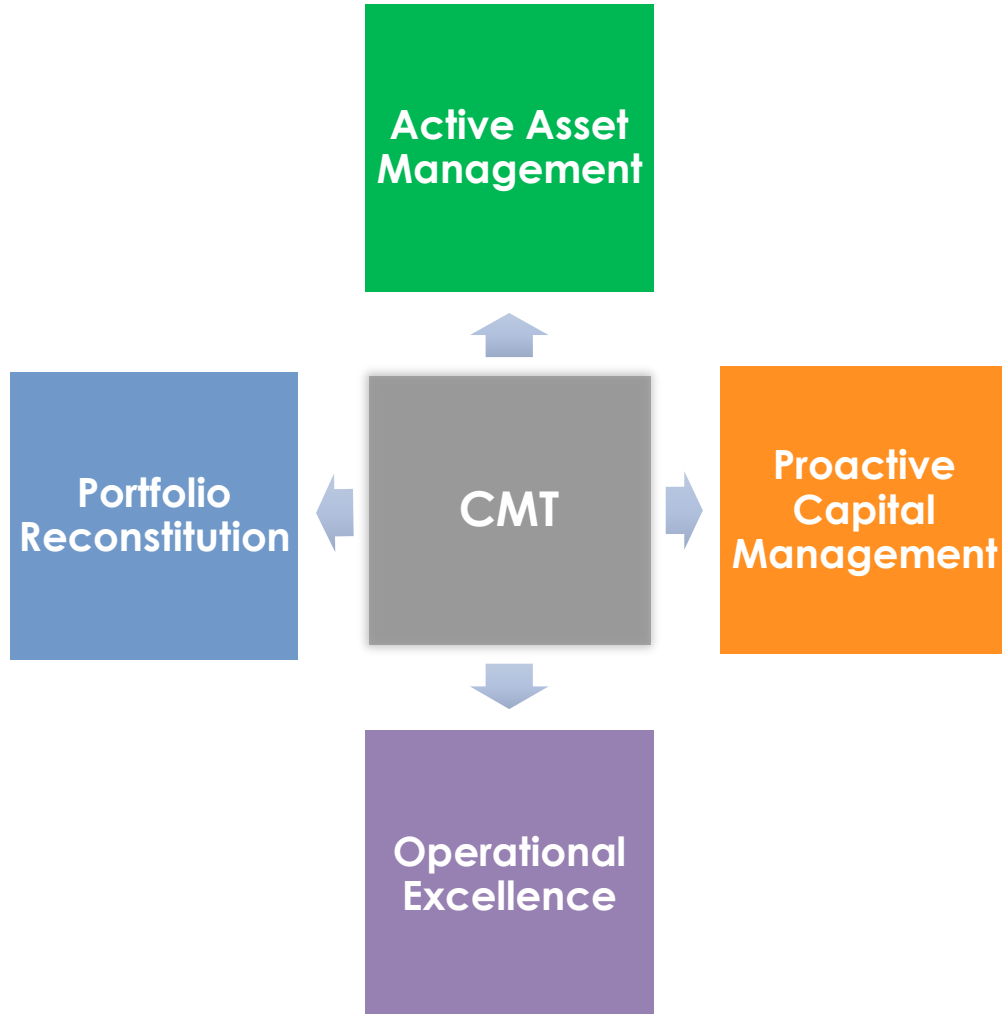 Active Asset
Management
Portfolio
Reconstitution
CMT
Proactive
Capital
Management
Operational
Excellence